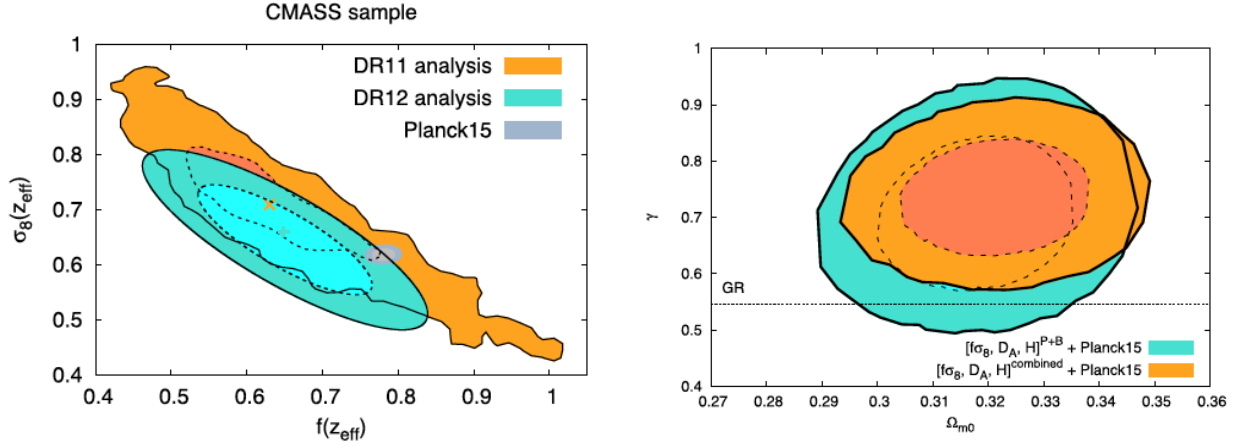 CMASS sample
DR11 analysis
DR12 analysis
Planck15
σ8(zeff)
1
0.9
0.8
0.7
0.6
0.5
0.4
0.4 0.5 0.6 0.7 0.8 0.9 1
f(zeff)
γ
1
0.9
0.8
0.7
0.6
0.5
0.4
GR
[fσ8, DA, H]P+B + Planck15
[fσ8, DA, H]combined + Planck15
0.27 0.28 0.29 0.3 0.31 0.32 0.33 0.34 0.35 0.36
Ωm0